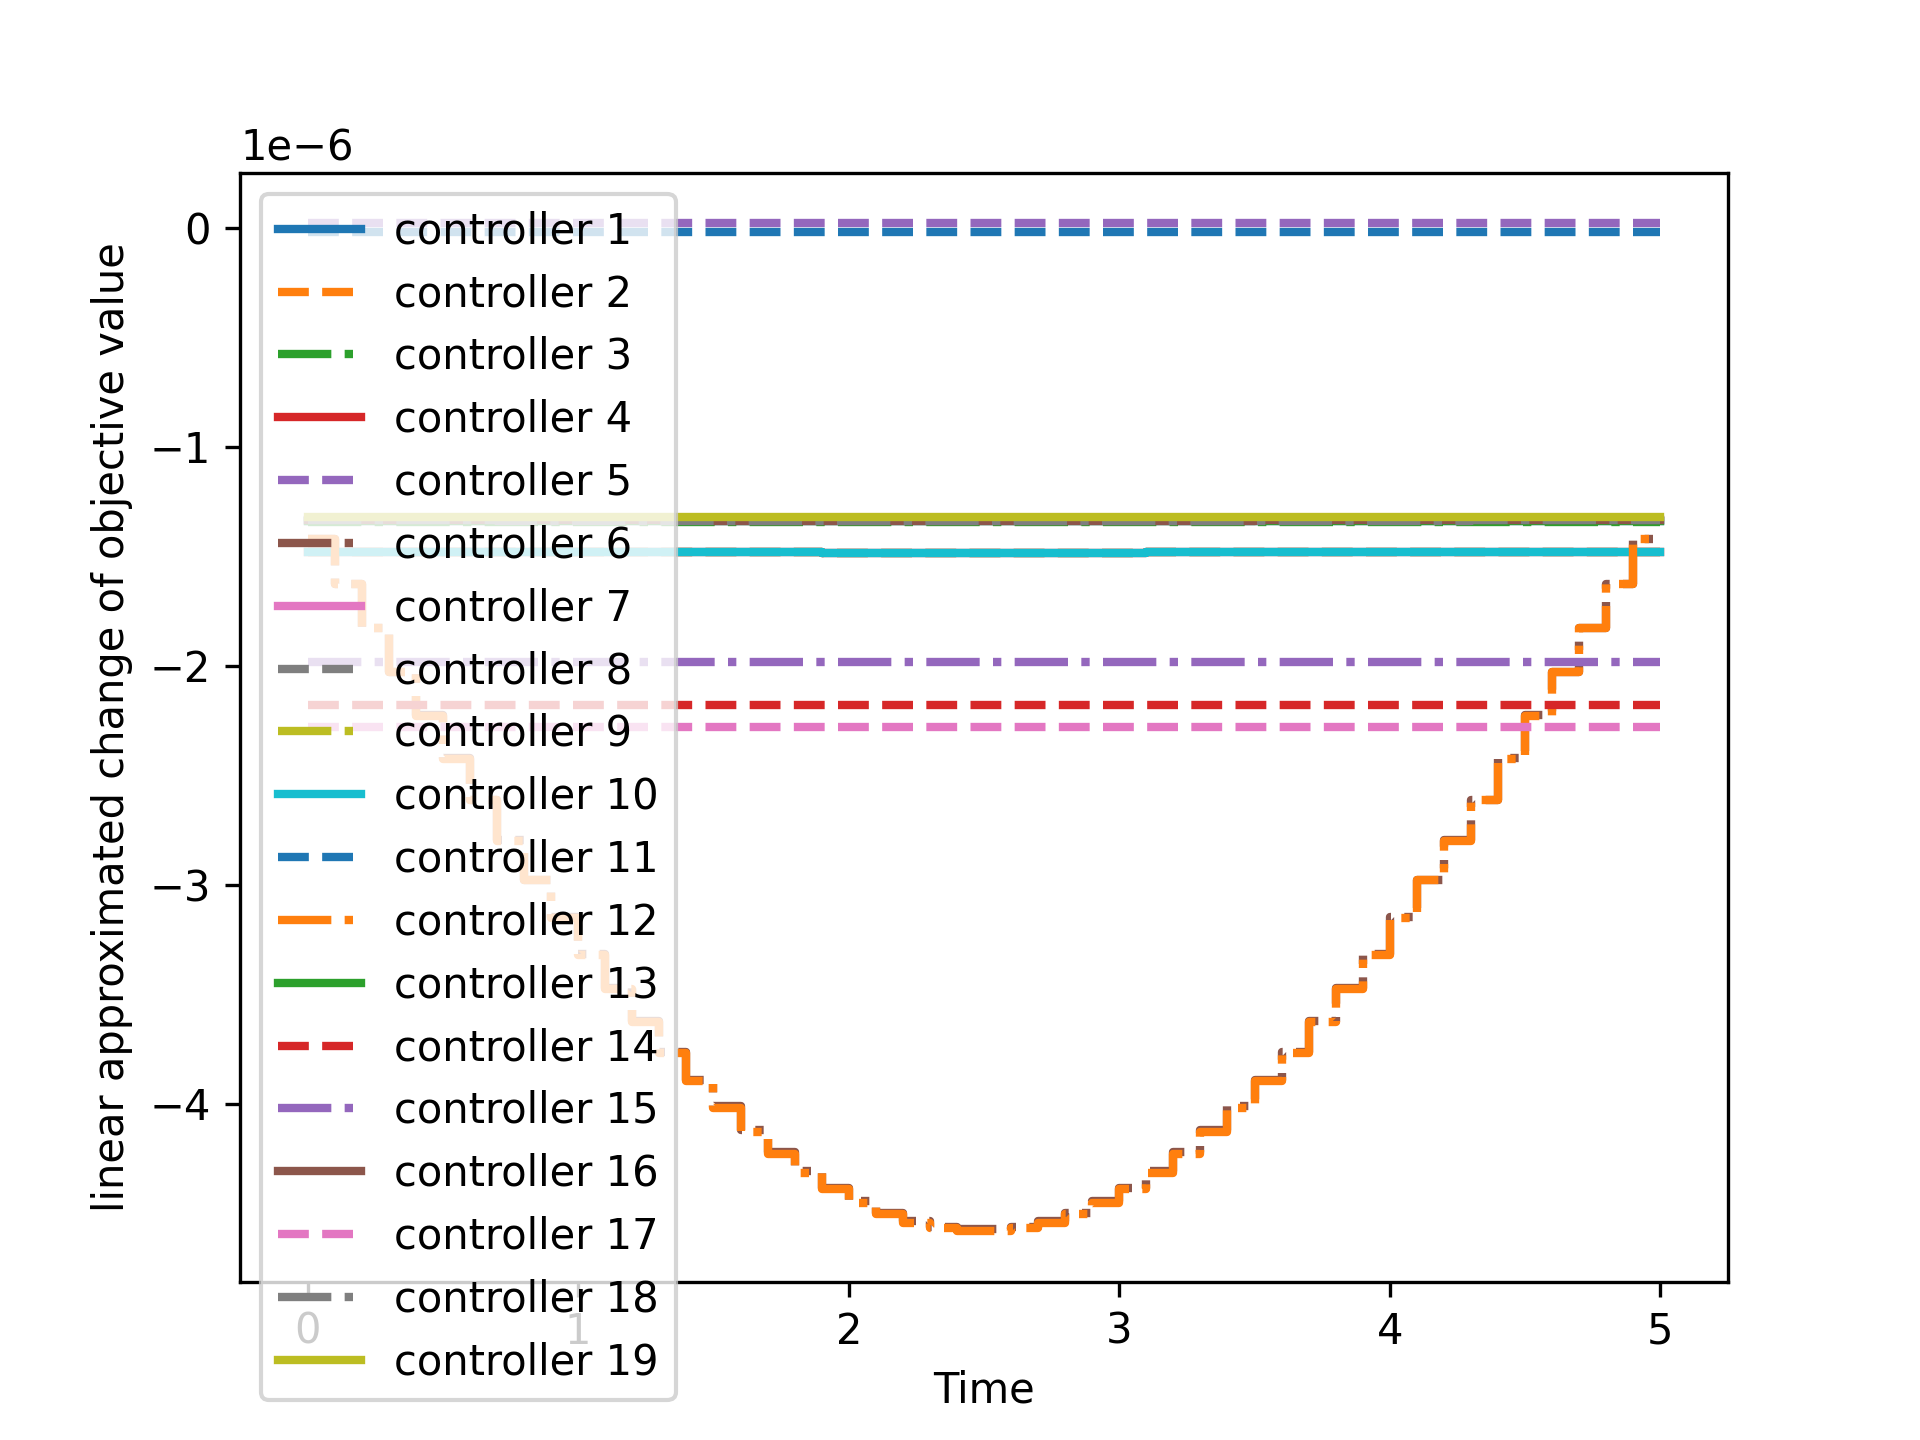 1e−6
linear approximated change of objective value
0
−1
−2
−3
−4
controller 1
controller 2
controller 3
controller 4
controller 5
controller 6
controller 7
controller 8
controller 9
controller 10
controller 11
controller 12
controller 13
controller 14
controller 15
controller 16
controller 17
controller 18
controller 19
0 1 2 3 4 5
Time